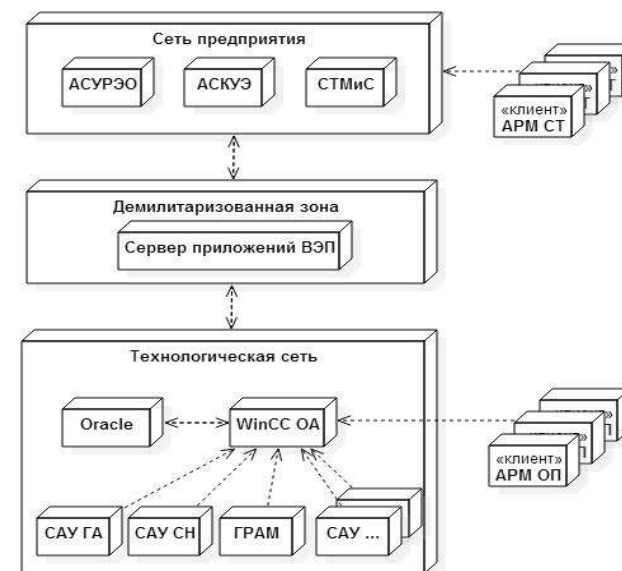 Сеть предприятия
АСУРЭО
АСКУЭ
СТМиС
«клиент»
АРМ СТ
Демилитаризованная зона
Сервер приложений ВЭП
Технологическая сеть
Oracle
WinCC OA
«клиент»
АРМ ОП
САУ ГА
САУ СН
ГРАМ
САУ ...